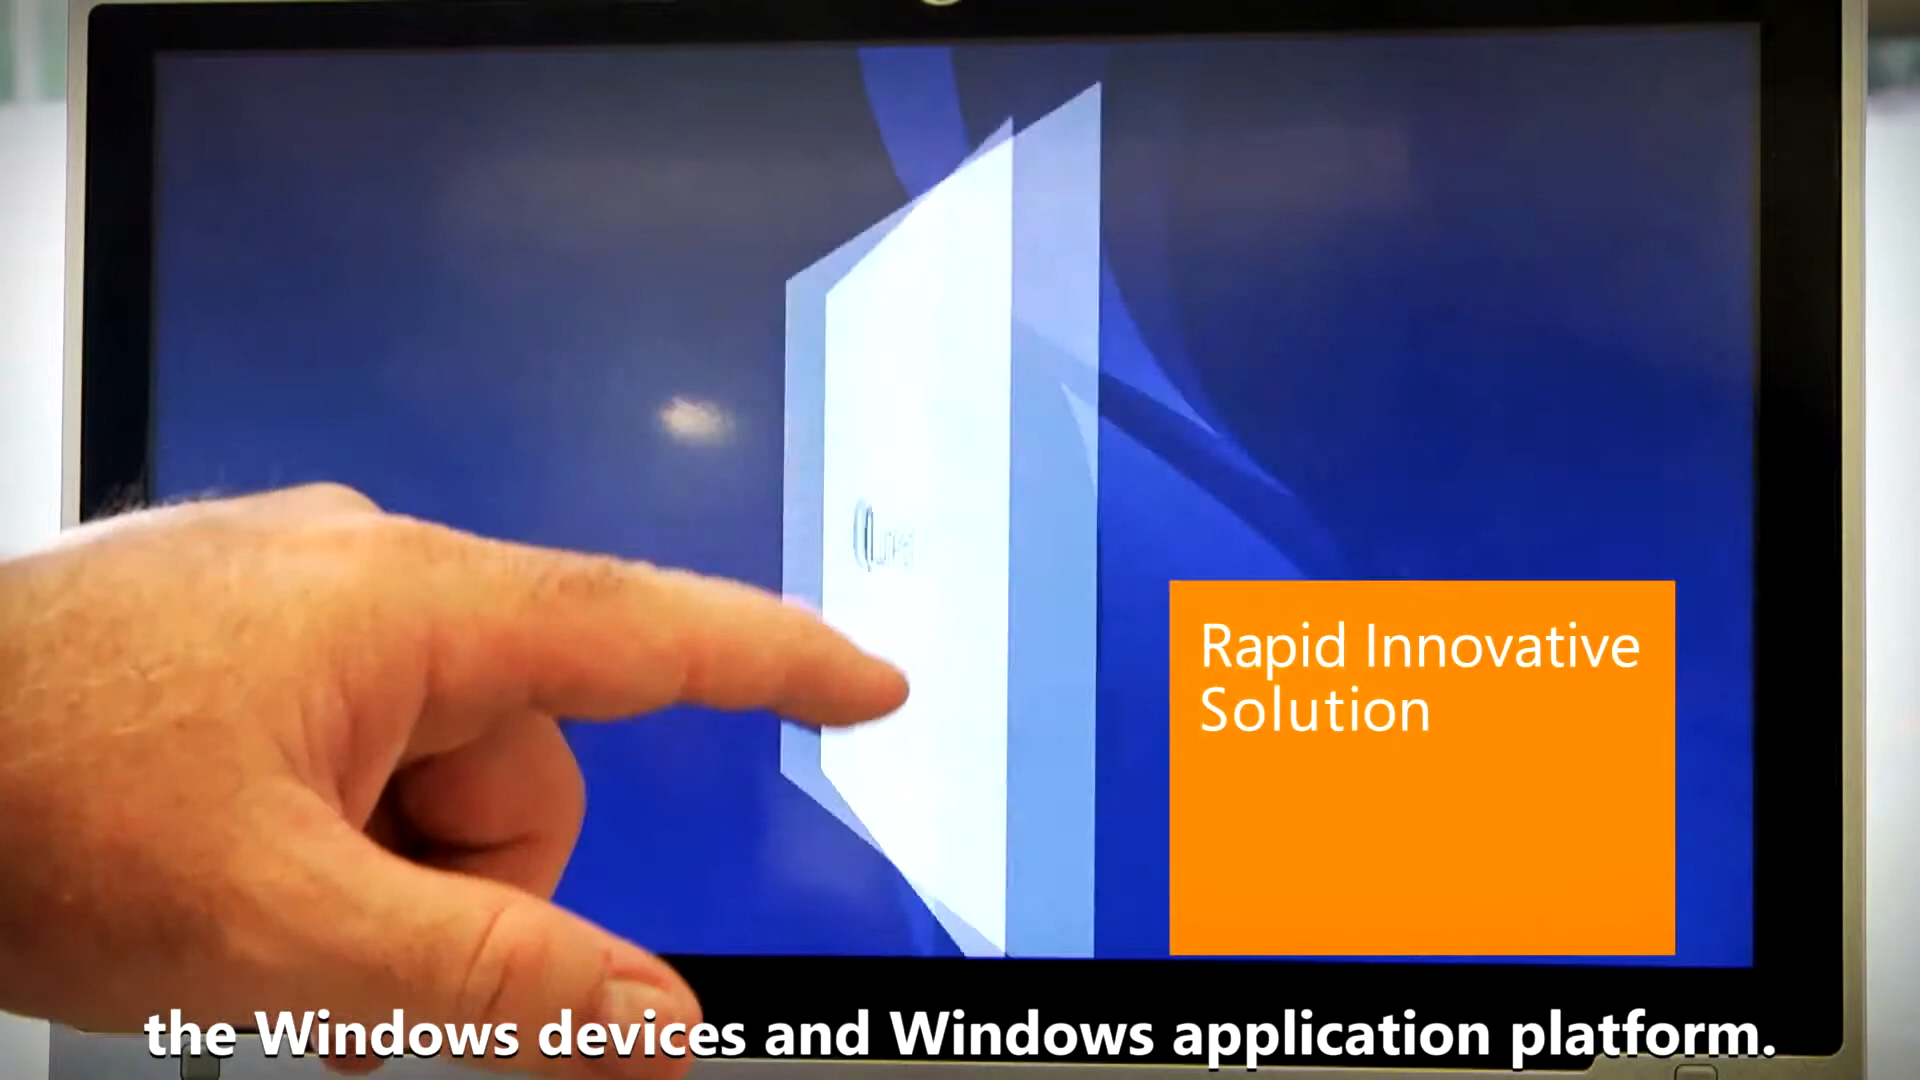 Rapid Innovative
Solution
the Windows devices and Windows application platform.